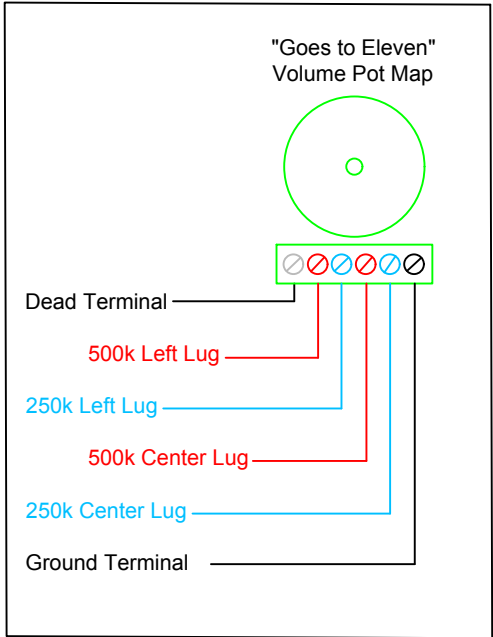 "Goes to Eleven"
Volume Pot Map
Dead Terminal
500k Left Lug
250k Left Lug
500k Center Lug
250k Center Lug
Ground Terminal